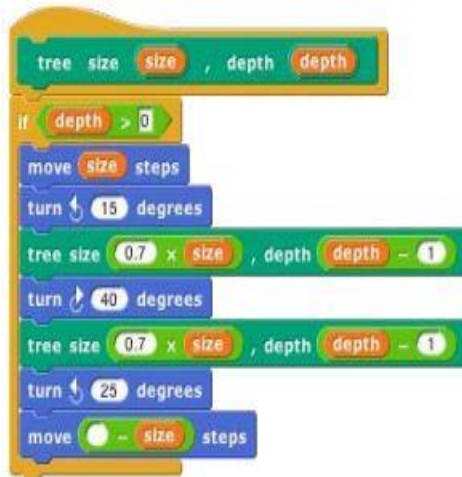 tree size size , depth depth
if depth > 0
move size steps
turn 15 degrees
tree size 0.7 x size , depth depth - 1
turn 40 degrees
tree size 0.7 x size , depth depth - 1
turn 25 degrees
move - size steps